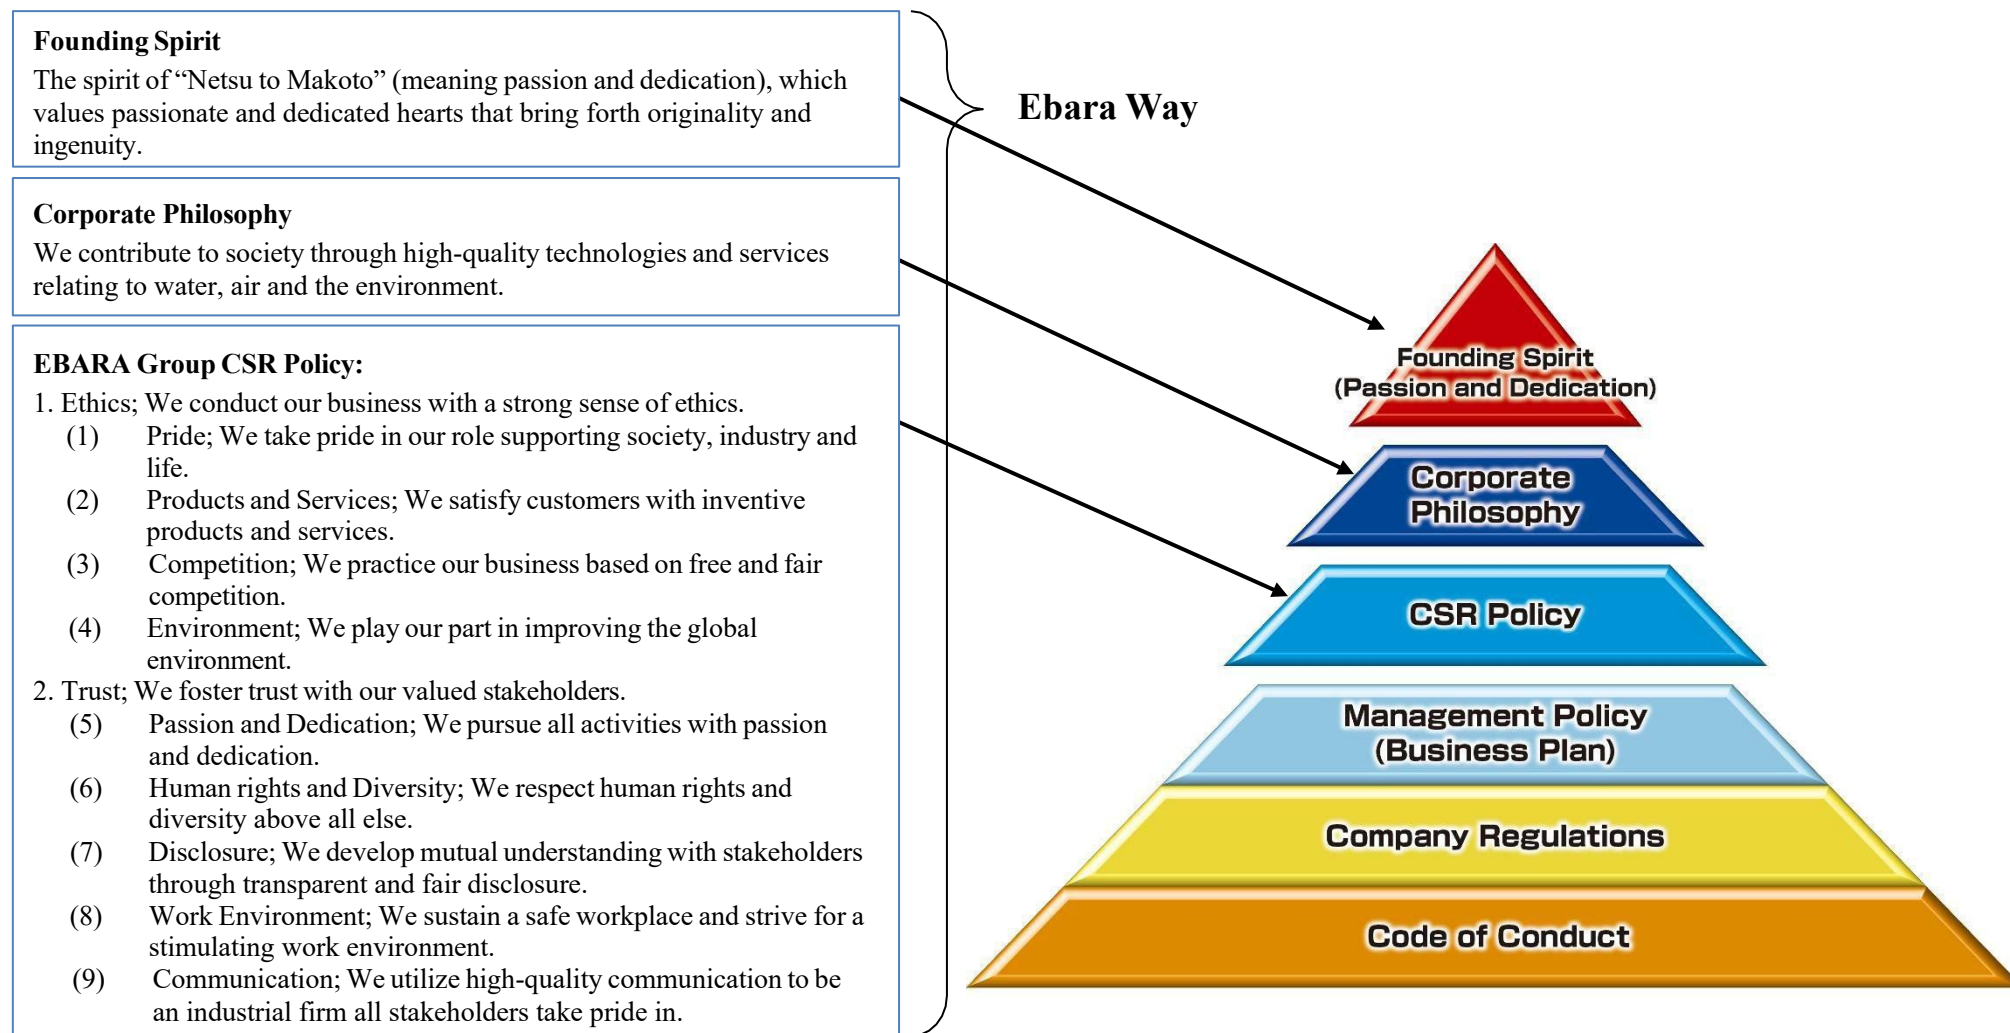 Founding Spirit
The spirit of “Netsu to Makoto” (meaning passion and dedication), which
values passionate and dedicated hearts that bring forth originality and
ingenuity.
Corporate Philosophy
We contribute to society through high-quality technologies and services
relating to water, air and the environment.
EBARA Group CSR Policy:
1. Ethics; We conduct our business with a strong sense of ethics.
(1) Pride; We take pride in our role supporting society, industry and
life.
(2) Products and Services; We satisfy customers with inventive
products and services.
(3) Competition; We practice our business based on free and fair
competition.
(4) Environment; We play our part in improving the global
environment.
2. Trust; We foster trust with our valued stakeholders.
(5) Passion and Dedication; We pursue all activities with passion
and dedication.
(6) Human rights and Diversity; We respect human rights and
diversity above all else.
(7) Disclosure; We develop mutual understanding with stakeholders
through transparent and fair disclosure.
(8) Work Environment; We sustain a safe workplace and strive for a
stimulating work environment.
(9) Communication; We utilize high-quality communication to be
an industrial firm all stakeholders take pride in.
Ebara Way
Founding Spirit
(Passion and Dedication)
Corporate
Philosophy
CSR Policy
Management Policy
(Business Plan)
Company Regulations
Code of Conduct